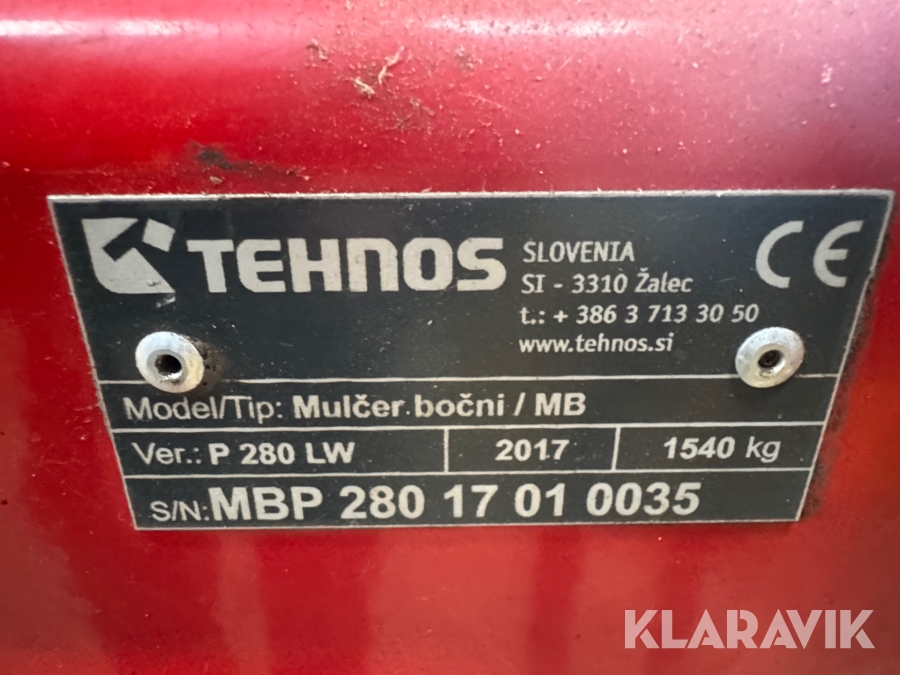 TEHNOS
SLOVENIA
SI - 3310 Žalec
t.: + 386 3 713 30 50
www.tehnos.si
CE
Model/Tip: Mulčer bočni / MB
Ver.: P 280 LW 2017 1540 kg
S/N: MBP 280 17 01 0035
KLARAVIK